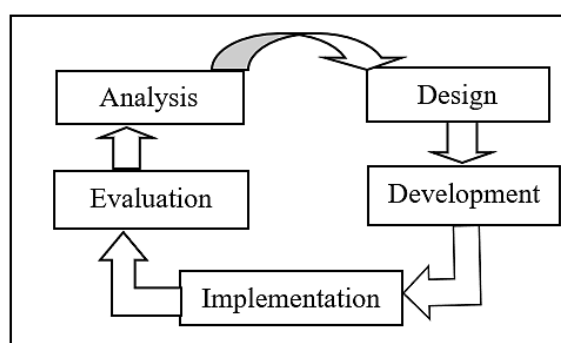 Analysis
Design
Development
Implementation
Evaluation